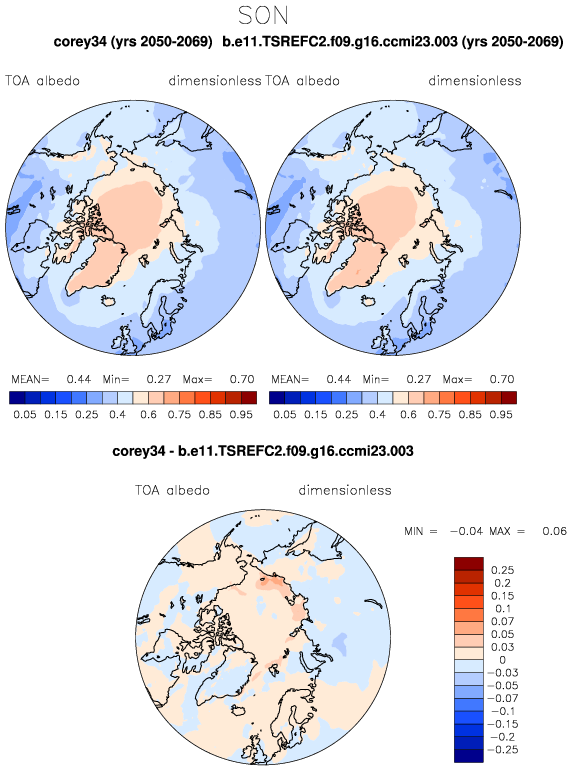 SON
corey34 (yrs 2050-2069) b.e11.TSREFC2.f09.g16.ccmi23.003 (yrs 2050-2069)
TOA albedo dimensionless TOA albedo dimensionless
MEAN= 0.44 Min= 0.27 Max= 0.70 MEAN= 0.44 Min= 0.27 Max= 0.70
0.05 0.15 0.25 0.4 0.6 0.75 0.85 0.95 0.05 0.15 0.25 0.4 0.6 0.75 0.85 0.95
corey34 - b.e11.TSREFC2.f09.g16.ccmi23.003
TOA albedo dimensionless
MIN = -0.04 MAX = 0.06
0.25
0.2
0.15
0.1
0.07
0.05
0.03
0
-0.03
-0.05
-0.07
-0.1
-0.15
-0.2
-0.25